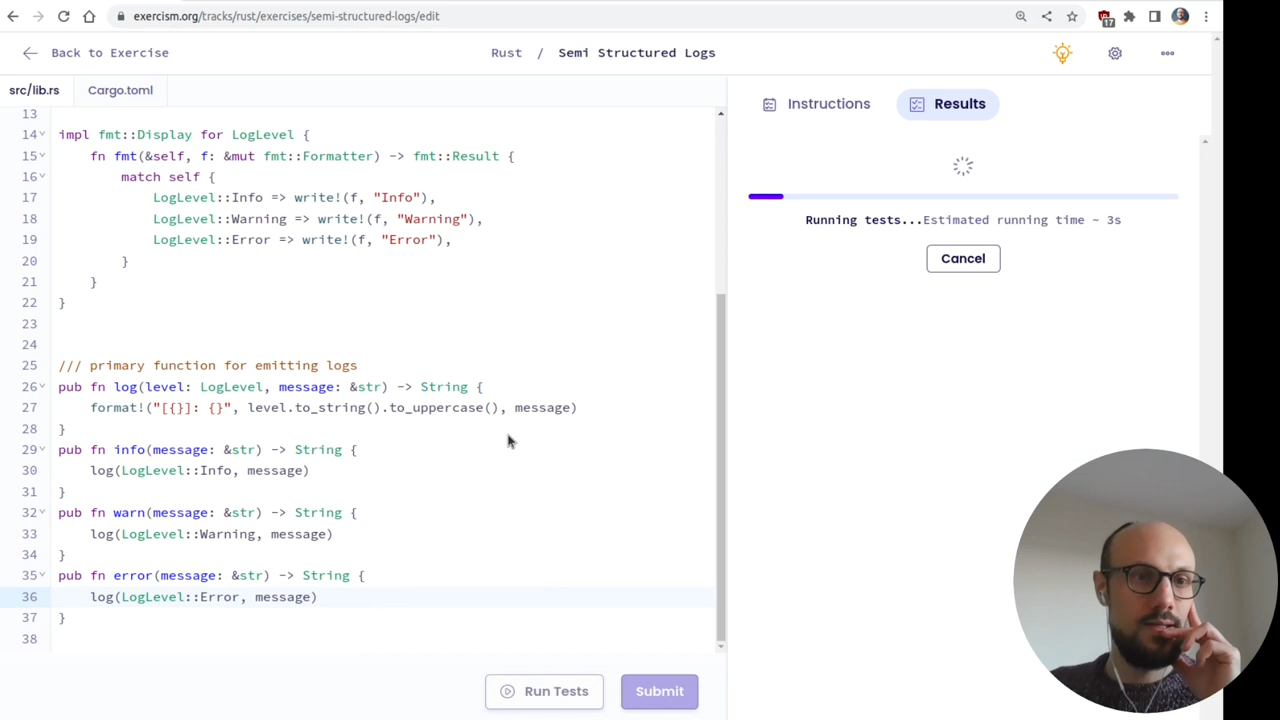 exercism.org/tracks/rust/exercises/semi-structured-logs/edit
17
Back to Exercise
Rust / Semi Structured Logs
src/lib.rs Cargo.toml
Instructions
Results
13
14 impl fmt::Display for LogLevel {
15     fn fmt(&self, f: &mut fmt::Formatter) -> fmt::Result {
16         match self {
17             LogLevel::Info => write!(f, "Info"),
18             LogLevel::Warning => write!(f, "Warning"),
19             LogLevel::Error => write!(f, "Error"),
20         }
21     }
22 }
23
24
25 /// primary function for emitting logs
26 pub fn log(level: LogLevel, message: &str) -> String {
27     format!("[{}]: {}", level.to_string().to_uppercase(), message)
28 }
29 pub fn info(message: &str) -> String {
30     log(LogLevel::Info, message)
31 }
32 pub fn warn(message: &str) -> String {
33     log(LogLevel::Warning, message)
34 }
35 pub fn error(message: &str) -> String {
36     log(LogLevel::Error, message)
37 }
38
Running tests...Estimated running time ~ 3s
Cancel
Run Tests
Submit